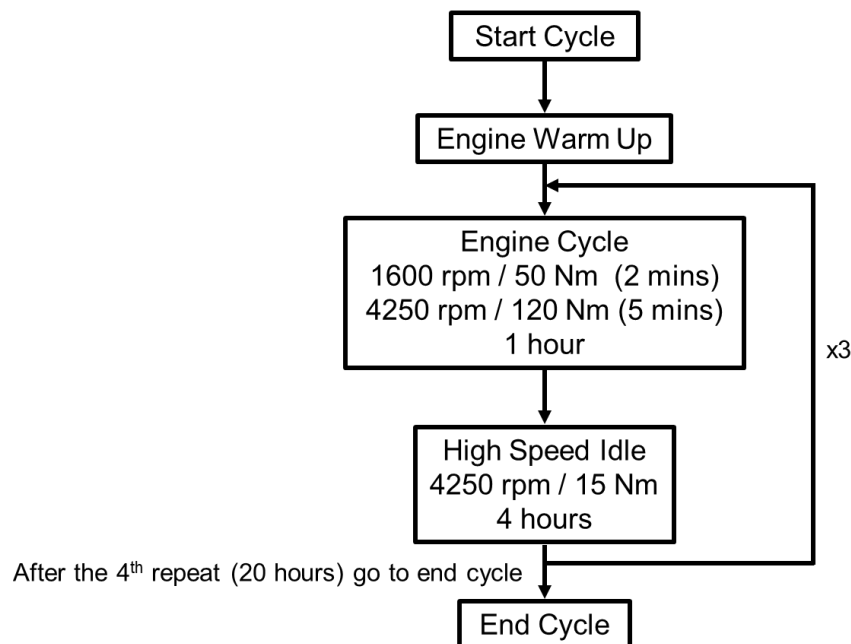 Start Cycle
Engine Warm Up
Engine Cycle
1600 rpm / 50 Nm (2 mins)
4250 rpm / 120 Nm (5 mins)
1 hour
x3
High Speed Idle
4250 rpm / 15 Nm
4 hours
After the 4th repeat (20 hours) go to end cycle
End Cycle